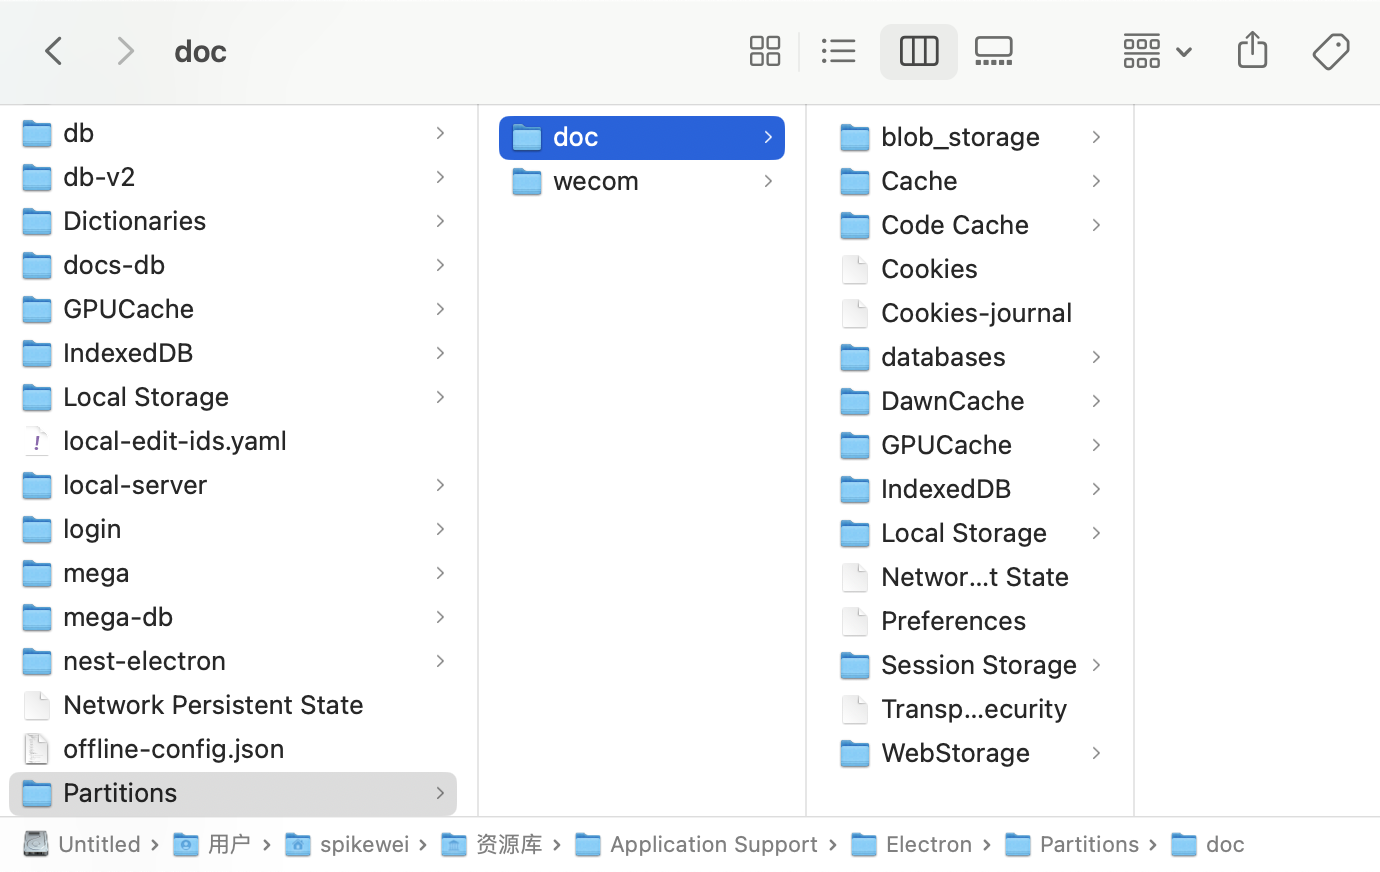 doc
db
db-v2
Dictionaries
docs-db
GPUCache
IndexedDB
Local Storage
local-edit-ids.yaml
local-server
login
mega
mega-db
nest-electron
Network Persistent State
offline-config.json
Partitions
doc
wecom
blob_storage
Cache
Code Cache
Cookies
Cookies-journal
databases
DawnCache
GPUCache
IndexedDB
Local Storage
Networ...t State
Preferences
Session Storage
Transp...ecurity
WebStorage
Untitled › 用户 › spikewei › 资源库 › Application Support › Electron › Partitions › doc